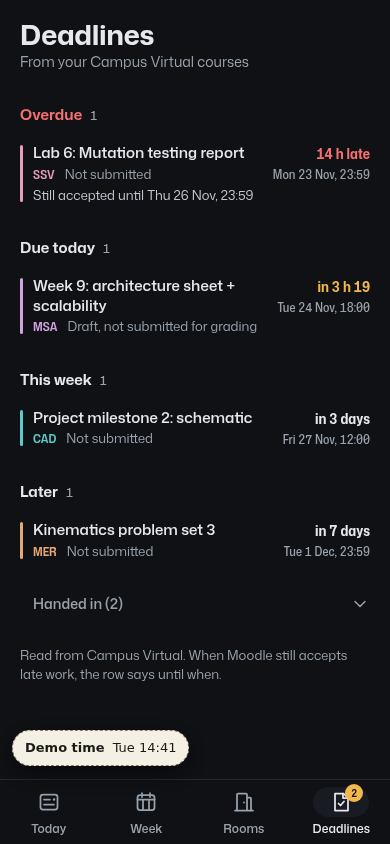 Deadlines
From your Campus Virtual courses
Overdue 1
Lab 6: Mutation testing report 14 h late
SSV Not submitted Mon 23 Nov, 23:59
Still accepted until Thu 26 Nov, 23:59
Due today 1
Week 9: architecture sheet + in 3 h 19
scalability Tue 24 Nov, 18:00
MSA Draft, not submitted for grading
This week 1
Project milestone 2: schematic in 3 days
CAD Not submitted Fri 27 Nov, 12:00
Later 1
Kinematics problem set 3 in 7 days
MER Not submitted Tue 1 Dec, 23:59
Handed in (2)
Read from Campus Virtual. When Moodle still accepts
late work, the row says until when.
Demo time Tue 14:41
2
Today Week Rooms Deadlines